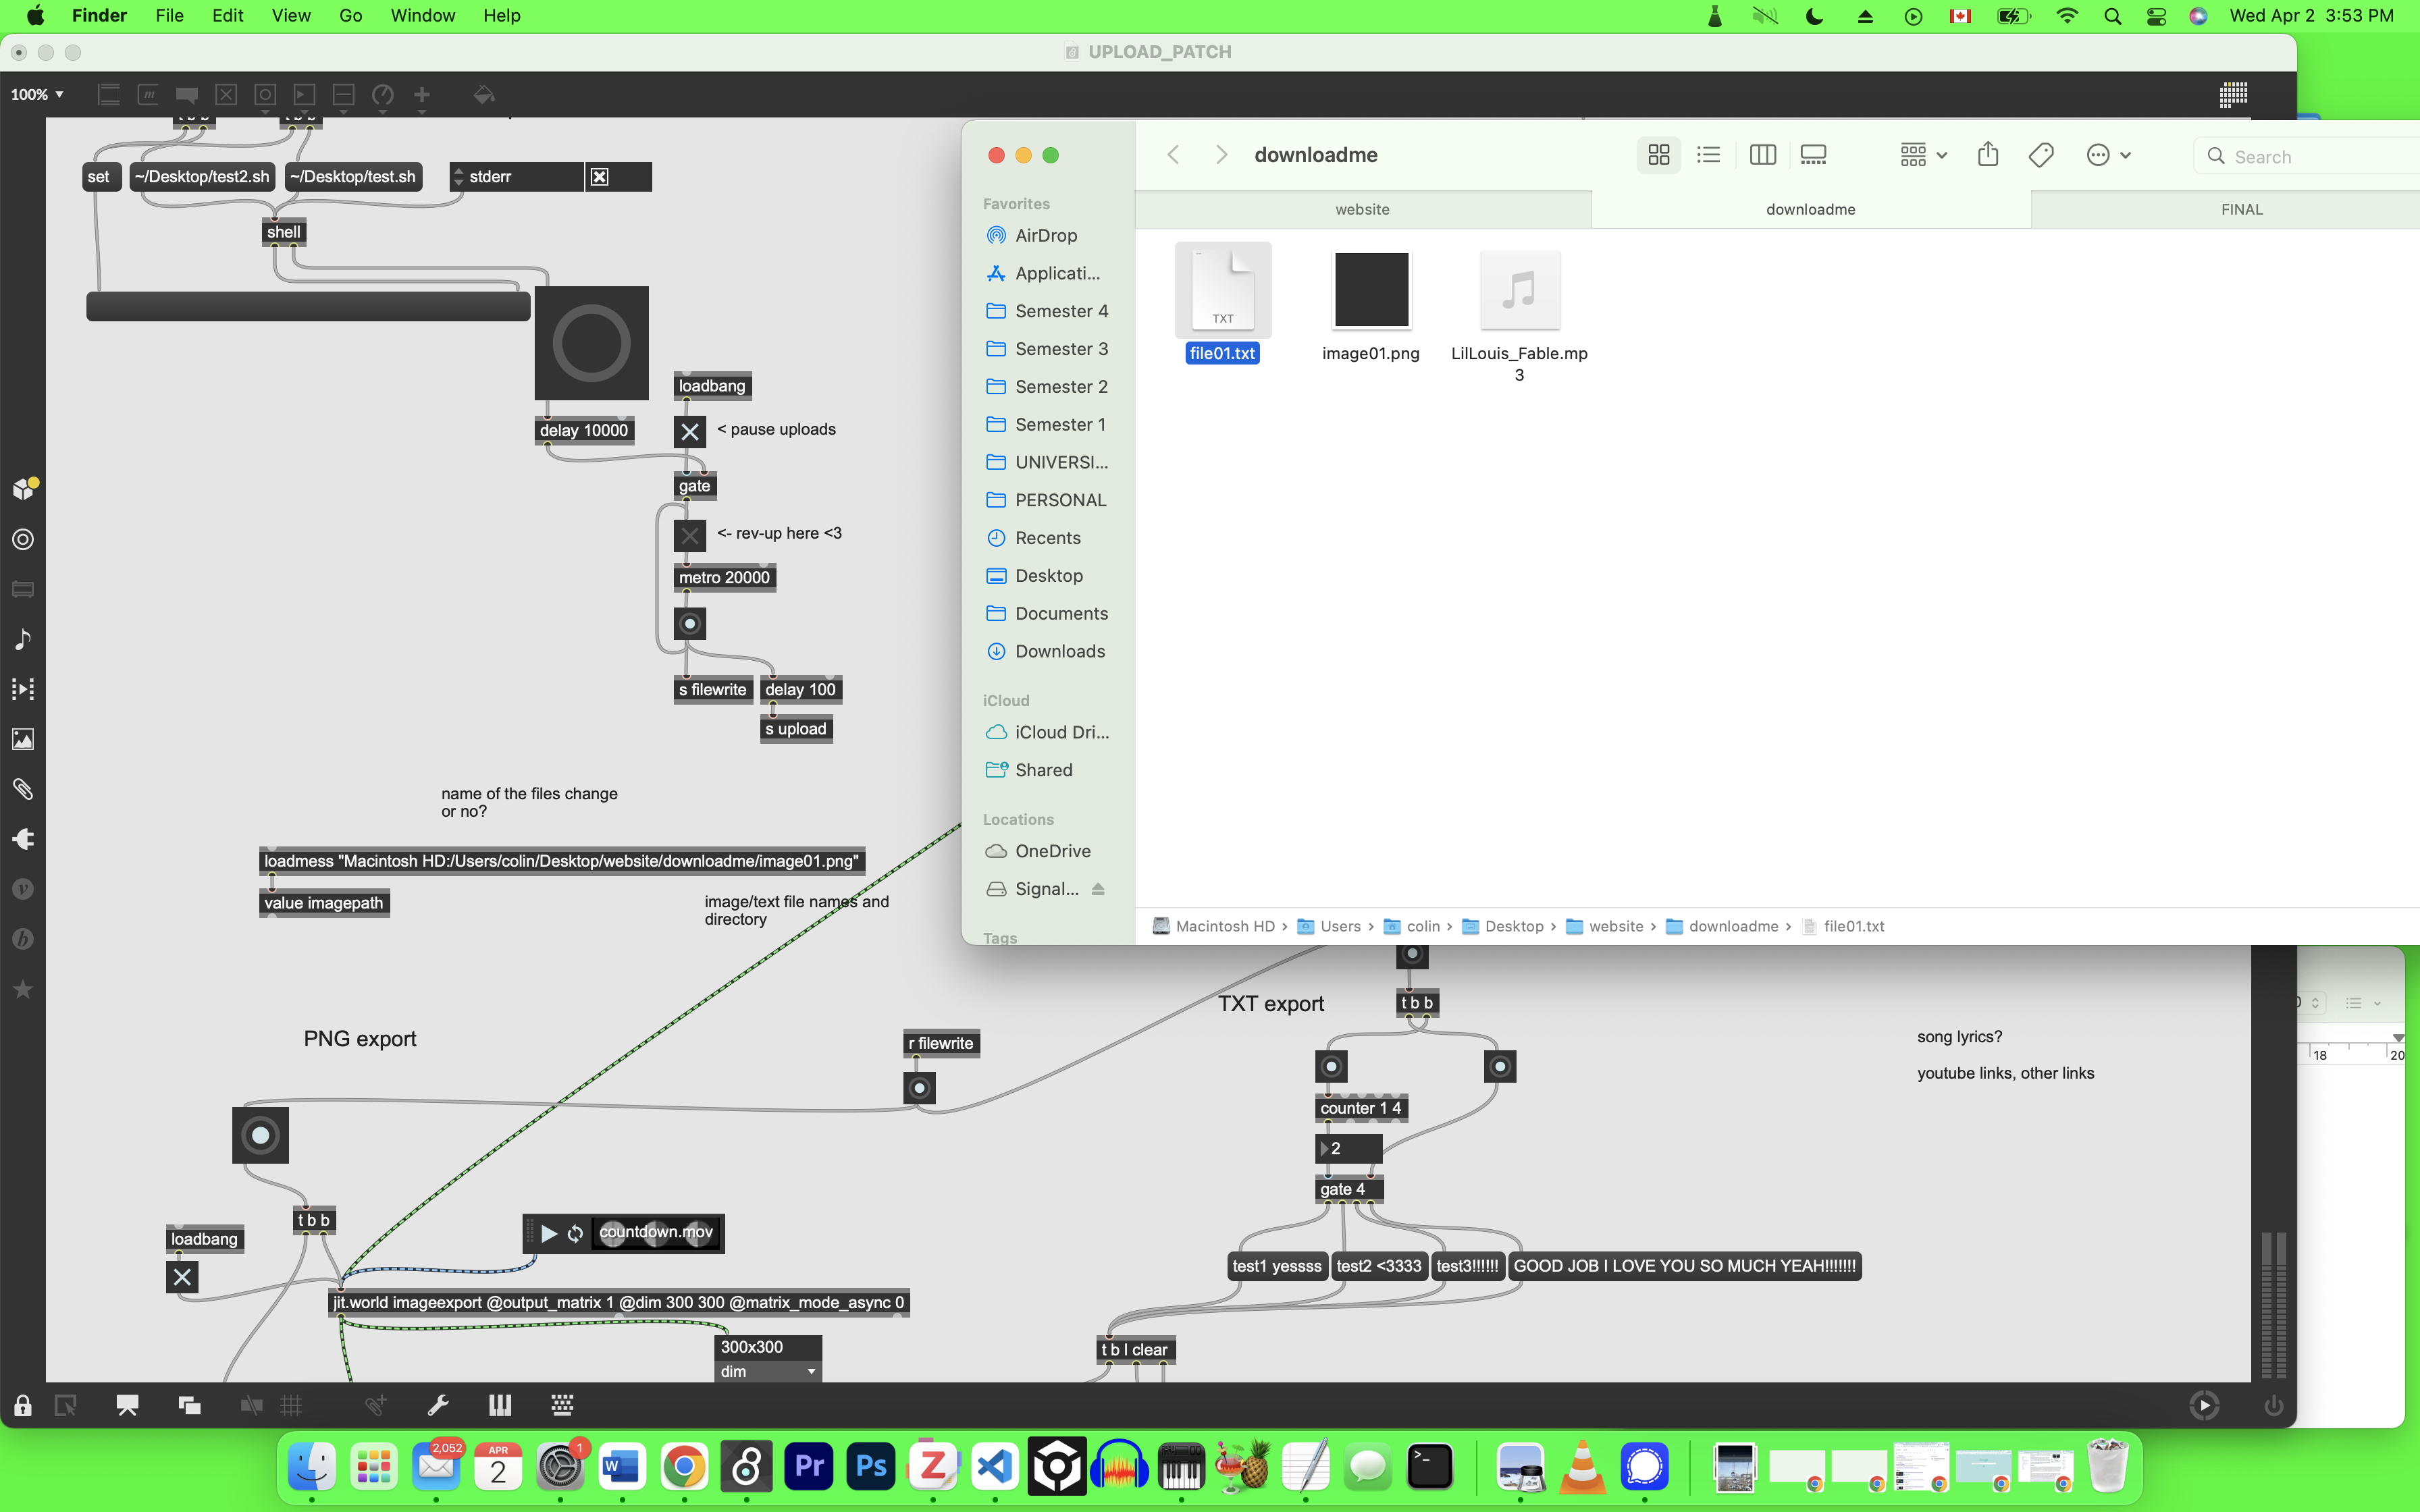 Finder File Edit View Go Window Help
Wed Apr 2 3:53 PM
UPLOAD_PATCH
100%
set
~/Desktop/test2.sh
~/Desktop/test.sh
stderr
shell
delay 10000
loadbang
< pause uploads
gate
<- rev-up here <3
metro 20000
s filewrite
delay 100
s upload
name of the files change
or no?
loadmess "Macintosh HD:/Users/colin/Desktop/website/downloadme/image01.png"
value imagepath
image/text file names and
directory
PNG export
r filewrite
t b b
loadbang
countdown.mov
jit.world imageexport @output_matrix 1 @dim 300 300 @matrix_mode_async 0
300x300
dim
TXT export
t b b
counter 1 4
2
gate 4
test1 yessss
test2 <3333
test3!!!!!!
GOOD JOB I LOVE YOU SO MUCH YEAH!!!!!!!
t b l clear
song lyrics?
youtube links, other links
downloadme
Search
website
downloadme
FINAL
Favorites
AirDrop
Applicati...
Semester 4
Semester 3
Semester 2
Semester 1
UNIVERSI...
PERSONAL
Recents
Desktop
Documents
Downloads
iCloud
iCloud Dri...
Shared
Locations
OneDrive
Signal...
Tags
TXT
file01.txt
image01.png
LilLouis_Fable.mp
3
Macintosh HD › Users › colin › Desktop › website › downloadme › file01.txt
18
20
2,052
APR
2
1
W
Pr
Ps
Z
>_